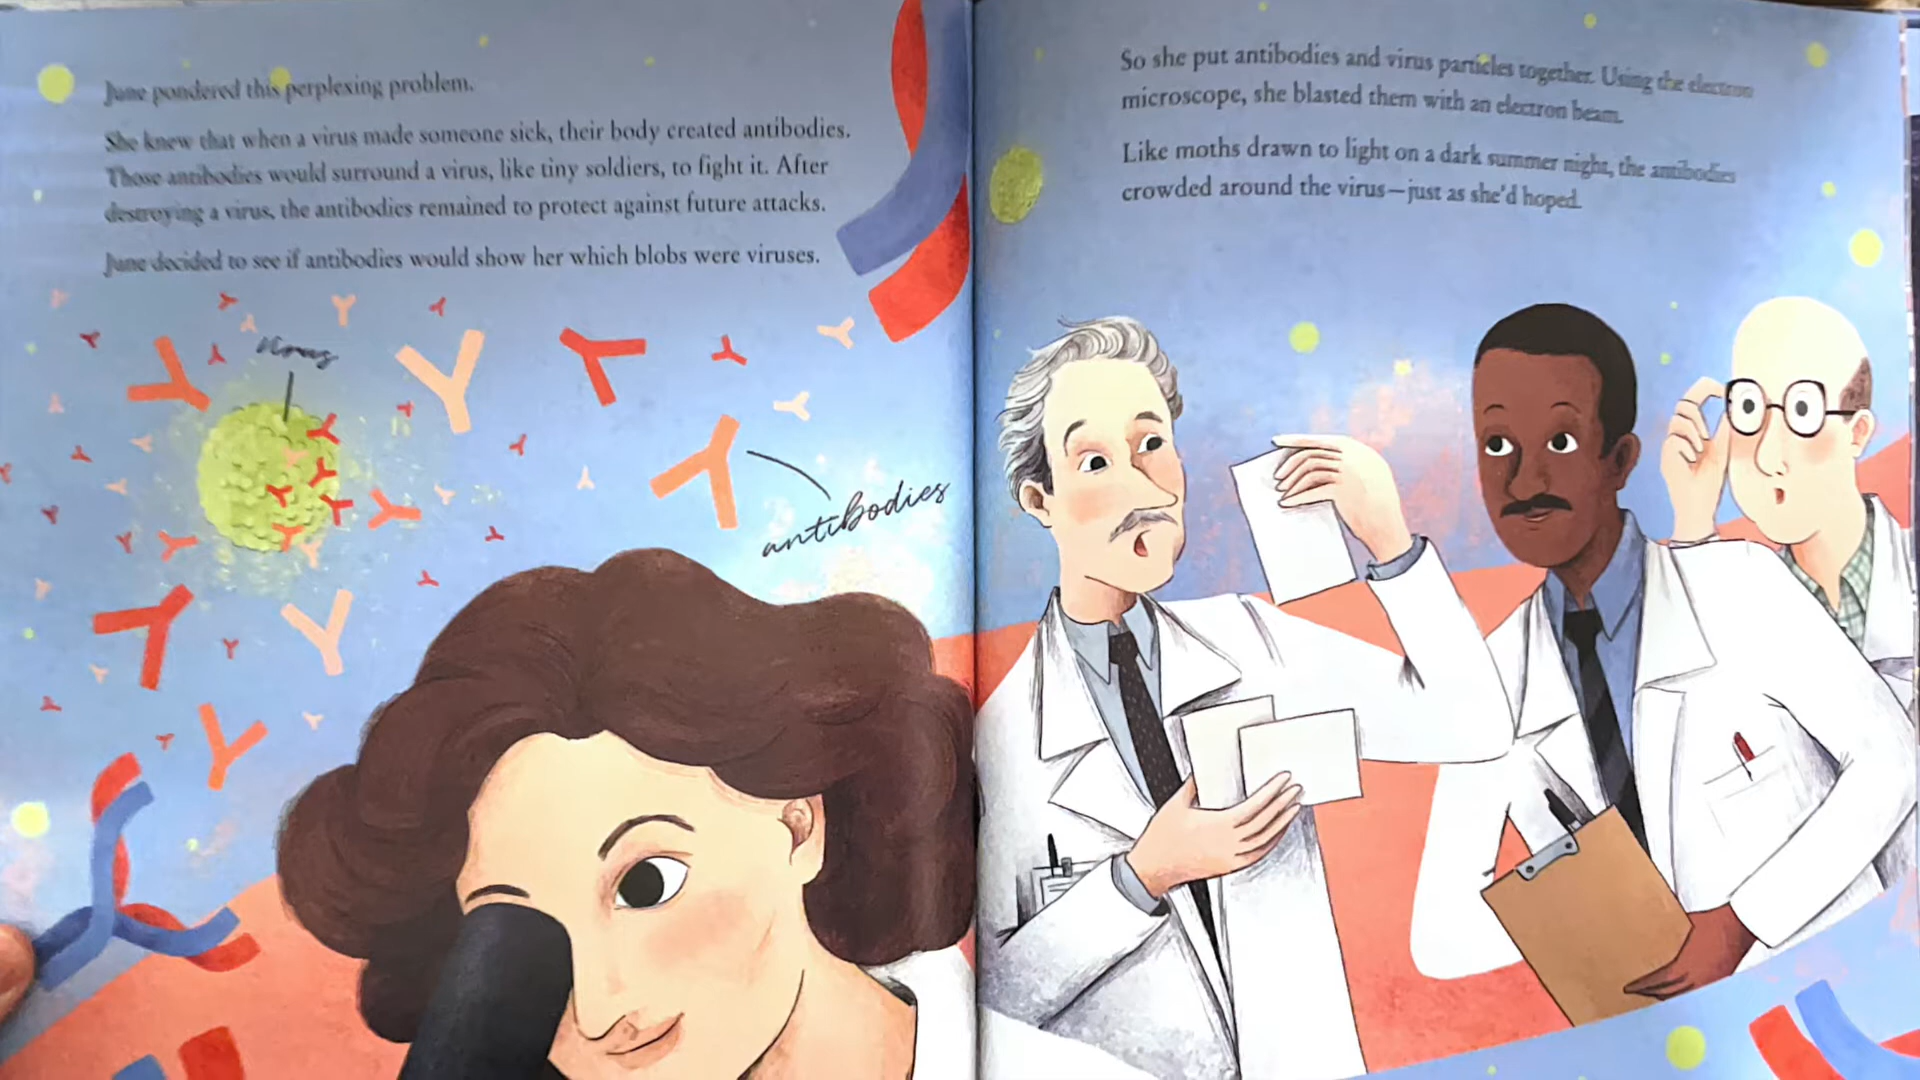 June pondered this perplexing problem.
She knew that when a virus made someone sick, their body created antibodies.
Those antibodies would surround a virus, like tiny soldiers, to fight it. After
destroying a virus, the antibodies remained to protect against future attacks.
June decided to see if antibodies would show her which blobs were viruses.
virus
antibodies
So she put antibodies and virus particles together. Using the electron
microscope, she blasted them with an electron beam.
Like moths drawn to light on a dark summer night, the antibodies
crowded around the virus—just as she'd hoped.